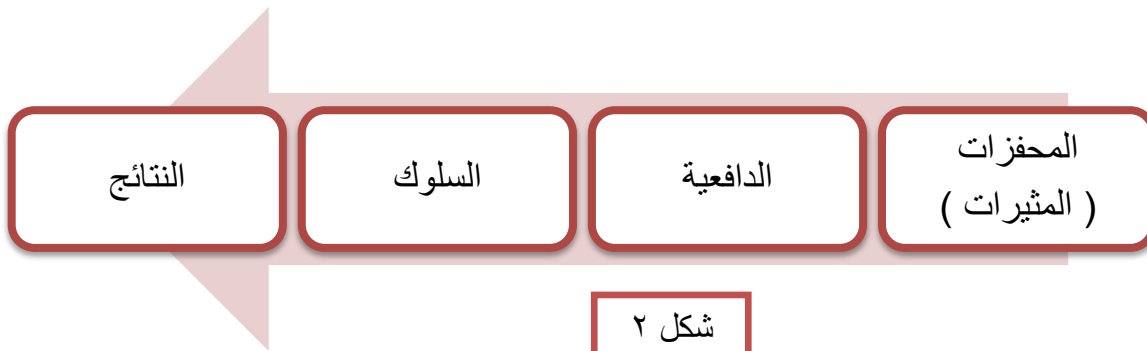 المحفزات
( المثيرات )
الدافعية
السلوك
النتائج
شكل ٢